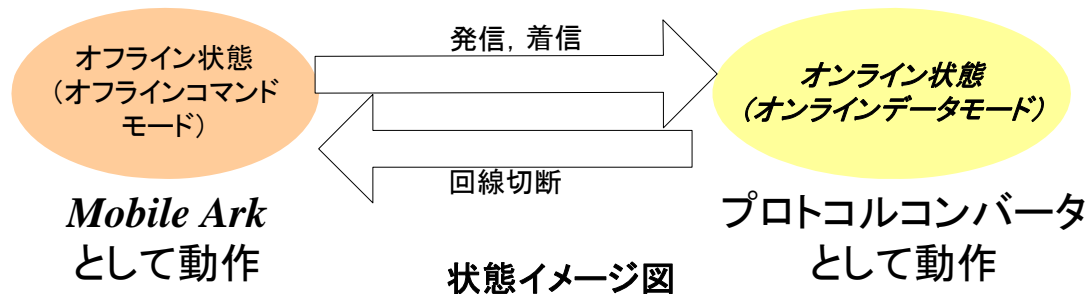 オフライン状態
（オフラインコマンド
モード）
発信，着信
オンライン状態
（オンラインデータモード）
回線切断
Mobile Ark
として動作
プロトコルコンバータ
として動作
状態イメージ図